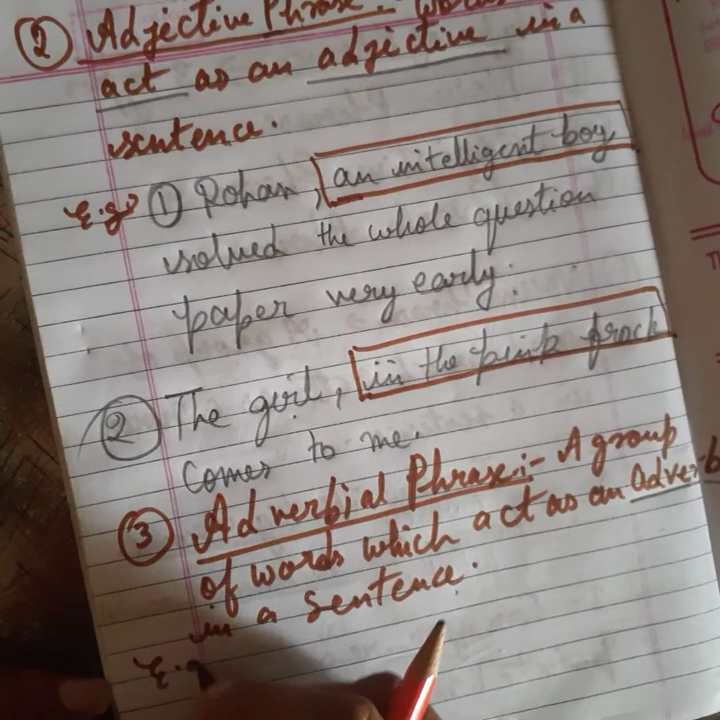 ② Adjective Phrase:-
act as an adjective in a
sentence.
E.g:- ① Rohan, an intelligent boy
solved the whole question
paper very early.
② The girl, in the pink frock
comes to me.
③ Adverbial Phrase:- A group
of words which act as an adverb
in a sentence.
E.g